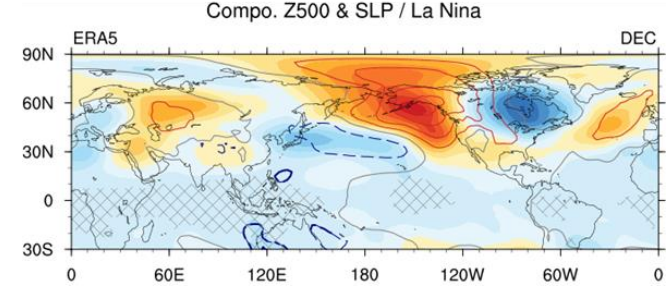 Compo. Z500 & SLP / La Nina
ERA5 DEC
90N
60N
30N
0
30S
0 60E 120E 180 120W 60W 0